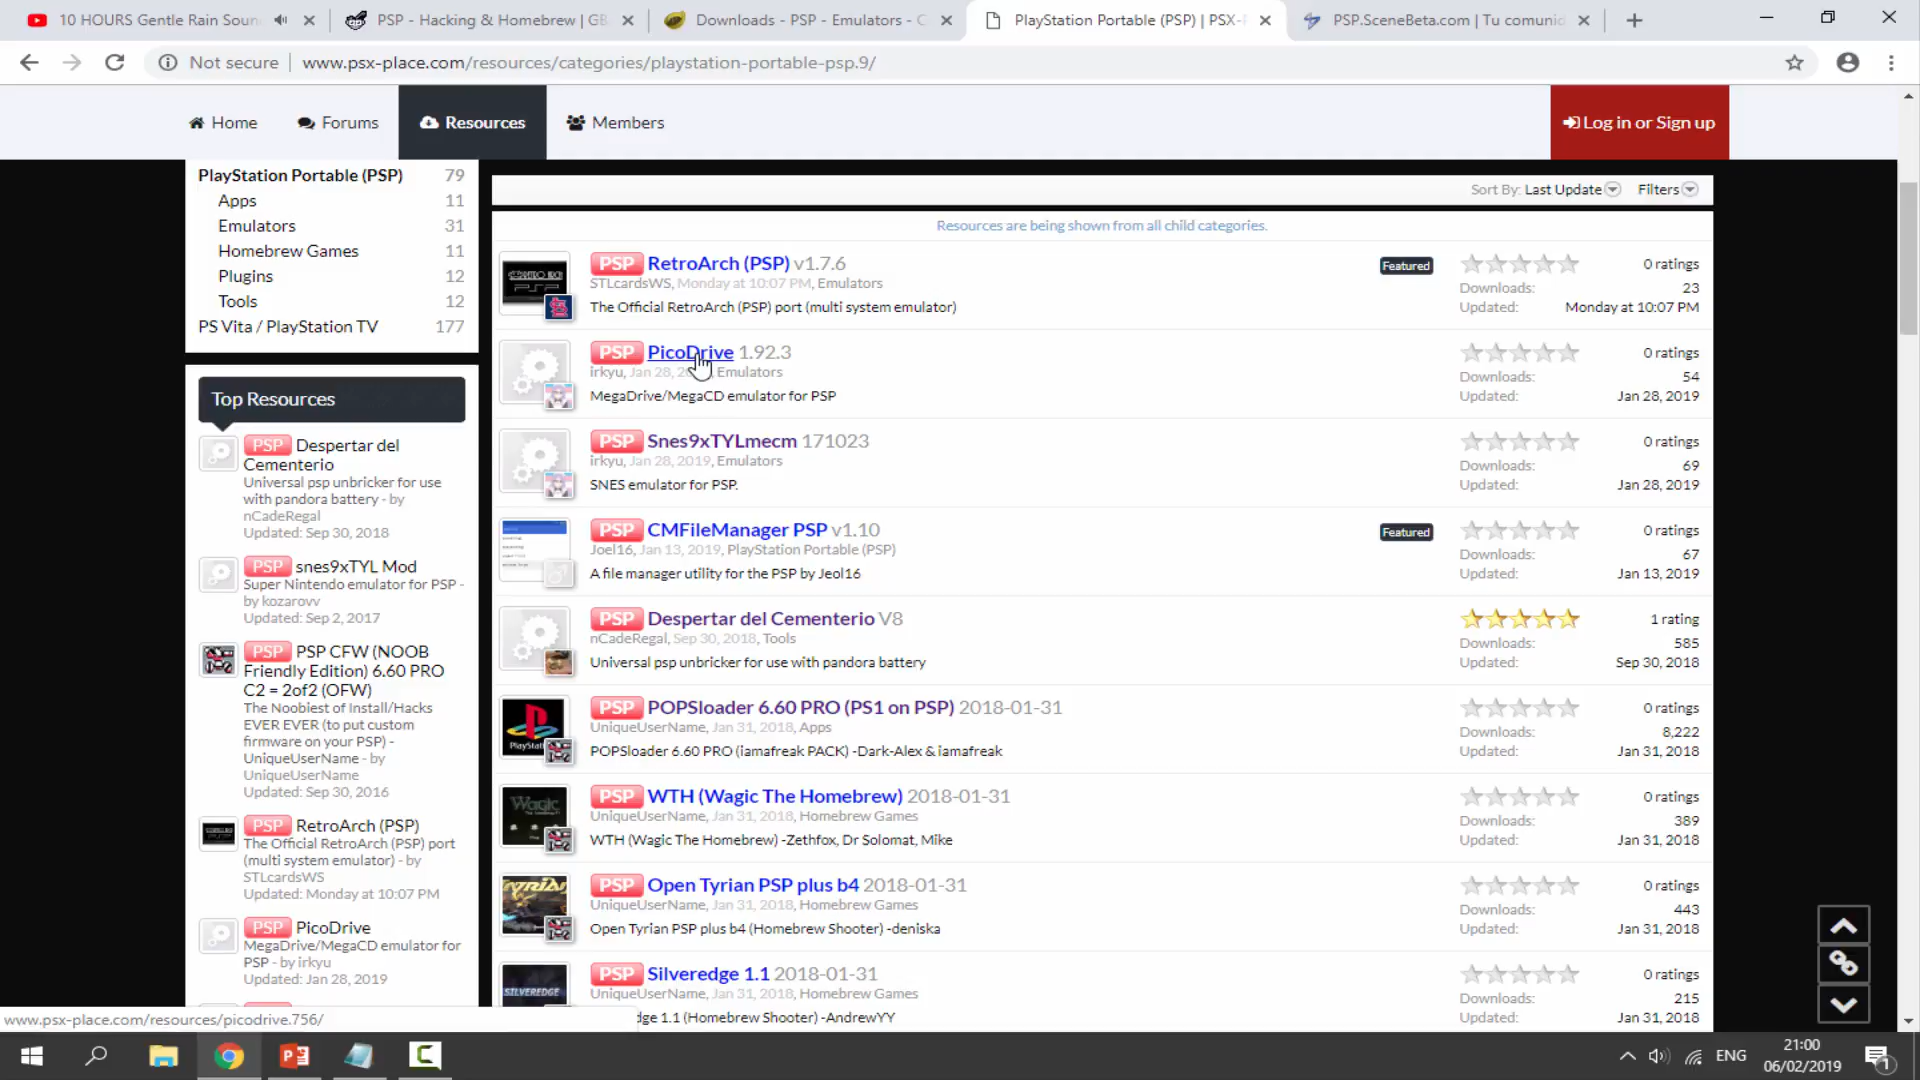 10 HOURS Gentle Rain Soun
PSP - Hacking & Homebrew | GB
Downloads - PSP - Emulators - C
PlayStation Portable (PSP) | PSX-P
PSP.SceneBeta.com | Tu comunid
Not secure
www.psx-place.com/resources/categories/playstation-portable-psp.9/
Home
Forums
Resources
Members
Log in or Sign up
PlayStation Portable (PSP) 79
Apps 11
Emulators 31
Homebrew Games 11
Plugins 12
Tools 12
PS Vita / PlayStation TV 177
Top Resources
PSP Despertar del
Cementerio
Universal psp unbricker for use
with pandora battery - by
nCadeRegal
Updated: Sep 30, 2018
PSP snes9xTYL Mod
Super Nintendo emulator for PSP -
by kozarovv
Updated: Sep 2, 2017
PSP PSP CFW (NOOB
Friendly Edition) 6.60 PRO
C2 = 2of2 (OFW)
The Noobiest of Install/Hacks
EVER EVER (to put custom
firmware on your PSP) -
UniqueUserName - by
UniqueUserName
Updated: Sep 30, 2016
PSP RetroArch (PSP)
The Official RetroArch (PSP) port
(multi system emulator) - by
STLcardsWS
Updated: Monday at 10:07 PM
PSP PicoDrive
MegaDrive/MegaCD emulator for
PSP - by irkyu
Updated: Jan 28, 2019
Sort By: Last Update Filters
Resources are being shown from all child categories.
PSP RetroArch (PSP) v1.7.6 Featured 0 ratings
STLcardsWS, Monday at 10:07 PM, Emulators Downloads: 23
The Official RetroArch (PSP) port (multi system emulator) Updated: Monday at 10:07 PM
PSP PicoDrive 1.92.3 0 ratings
irkyu, Jan 28, Emulators Downloads: 54
MegaDrive/MegaCD emulator for PSP Updated: Jan 28, 2019
PSP Snes9xTYLmecm 171023 0 ratings
irkyu, Jan 28, 2019, Emulators Downloads: 69
SNES emulator for PSP. Updated: Jan 28, 2019
PSP CMFileManager PSP v1.10 Featured 0 ratings
Joel16, Jan 13, 2019, PlayStation Portable (PSP) Downloads: 67
A file manager utility for the PSP by Jeol16 Updated: Jan 13, 2019
PSP Despertar del Cementerio V8 1 rating
nCadeRegal, Sep 30, 2018, Tools Downloads: 585
Universal psp unbricker for use with pandora battery Updated: Sep 30, 2018
PSP POPSloader 6.60 PRO (PS1 on PSP) 2018-01-31 0 ratings
UniqueUserName, Jan 31, 2018, Apps Downloads: 8,222
POPSloader 6.60 PRO (iamafreak PACK) -Dark-Alex & iamafreak Updated: Jan 31, 2018
PSP WTH (Wagic The Homebrew) 2018-01-31 0 ratings
UniqueUserName, Jan 31, 2018, Homebrew Games Downloads: 389
WTH (Wagic The Homebrew) -Zethfox, Dr Solomat, Mike Updated: Jan 31, 2018
PSP Open Tyrian PSP plus b4 2018-01-31 0 ratings
UniqueUserName, Jan 31, 2018, Homebrew Games Downloads: 443
Open Tyrian PSP plus b4 (Homebrew Shooter) -deniska Updated: Jan 31, 2018
PSP Silveredge 1.1 2018-01-31 0 ratings
UniqueUserName, Jan 31, 2018, Homebrew Games Downloads: 215
dge 1.1 (Homebrew Shooter) -AndrewYY Updated: Jan 31, 2018
SILVEREDGE
www.psx-place.com/resources/picodrive.756/
ENG
21:00
06/02/2019
1